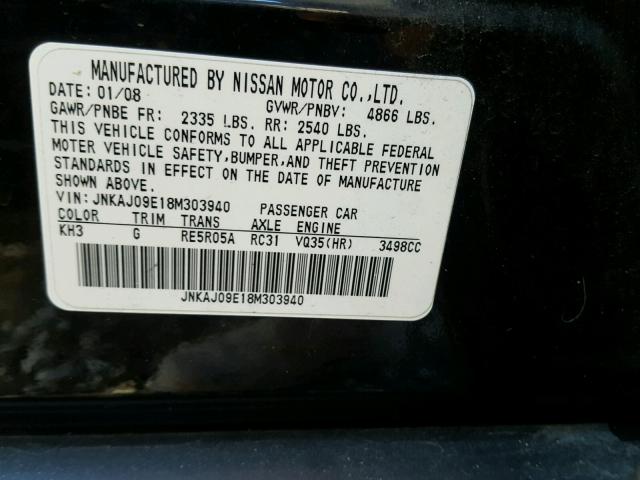 MANUFACTURED BY NISSAN MOTOR CO.,LTD.
DATE: 01/08 GVWR/PNBV: 4866 LBS.
GAWR/PNBE FR: 2335 LBS. RR: 2540 LBS.
THIS VEHICLE CONFORMS TO ALL APPLICABLE FEDERAL
MOTOR VEHICLE SAFETY,BUMPER,AND THEFT PREVENTION
STANDARDS IN EFFECT ON THE DATE OF MANUFACTURE
SHOWN ABOVE.
VIN: JNKAJ09E18M303940 PASSENGER CAR
COLOR TRIM TRANS AXLE ENGINE
KH3 G RE5R05A RC31 VQ35(HR) 3498CC
JNKAJ09E18M303940